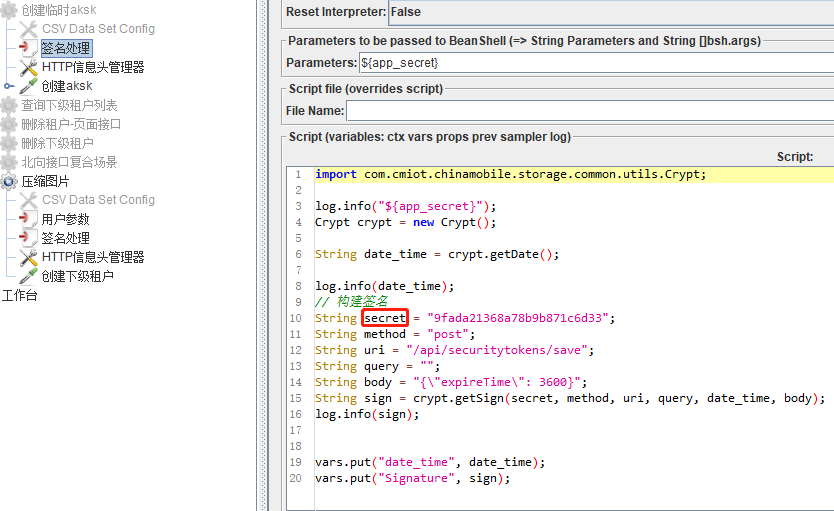 创建临时aksk
CSV Data Set Config
签名处理
HTTP信息头管理器
创建aksk
查询下级租户列表
删除租户-页面接口
删除下级租户
北向接口复合场景
压缩图片
CSV Data Set Config
用户参数
签名处理
HTTP信息头管理器
创建下级租户
工作台
Reset Interpreter: False
Parameters to be passed to BeanShell (=> String Parameters and String []bsh.args)
Parameters: ${app_secret}
Script file (overrides script)
File Name:
Script (variables: ctx vars props prev sampler log)
Script:
1 import com.cmiot.chinamobile.storage.common.utils.Crypt;
2
3 log.info("${app_secret}");
4 Crypt crypt = new Crypt();
5
6 String date_time = crypt.getDate();
7
8 log.info(date_time);
9 // 构建签名
10 String secret = "9fada21368a78b9b871c6d33";
11 String method = "post";
12 String uri = "/api/securitytokens/save";
13 String query = "";
14 String body = "{\"expireTime\": 3600}";
15 String sign = crypt.getSign(secret, method, uri, query, date_time, body);
16 log.info(sign);
17
18
19 vars.put("date_time", date_time);
20 vars.put("Signature", sign);